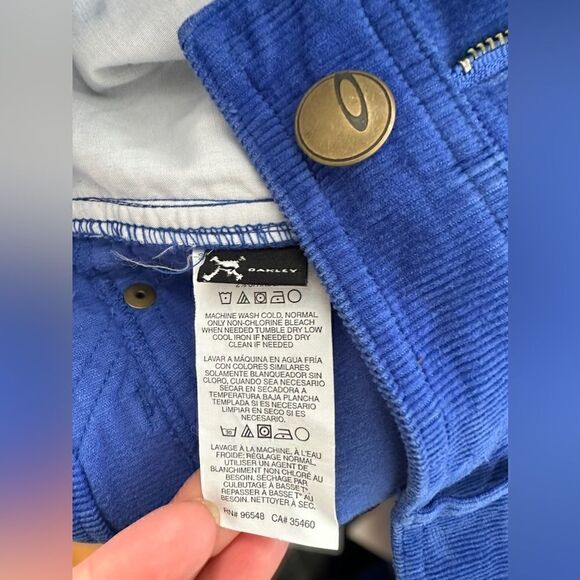 OAKLEY
MACHINE WASH COLD, NORMAL
ONLY NON-CHLORINE BLEACH
WHEN NEEDED TUMBLE DRY LOW
COOL IRON IF NEEDED DRY
CLEAN IF NEEDED
LAVAR A MÁQUINA EN AGUA FRÍA
CON COLORES SIMILARES
SOLAMENTE BLANQUEADOR SIN
CLORO, CUANDO SEA NECESARIO
SECAR EN SECADORA A
TEMPERATURA BAJA PLANCHA
TEMPLADA SI ES NECESARIO
LIMPIAR EN SECO SI ES
NECESARIO
30
LAVAGE À LA MACHINE, À L'EAU
FROIDE; RÉGLAGE NORMAL,
UTILISER UN AGENT DE
BLANCHIMENT NON CHLORÉ AU
BESOIN. SÉCHAGE PAR
CULBUTAGE À BASSE T°
REPASSER A BASSE T° AU
BESOIN. NETTOYER À SEC.
RN# 96548 CA# 35460